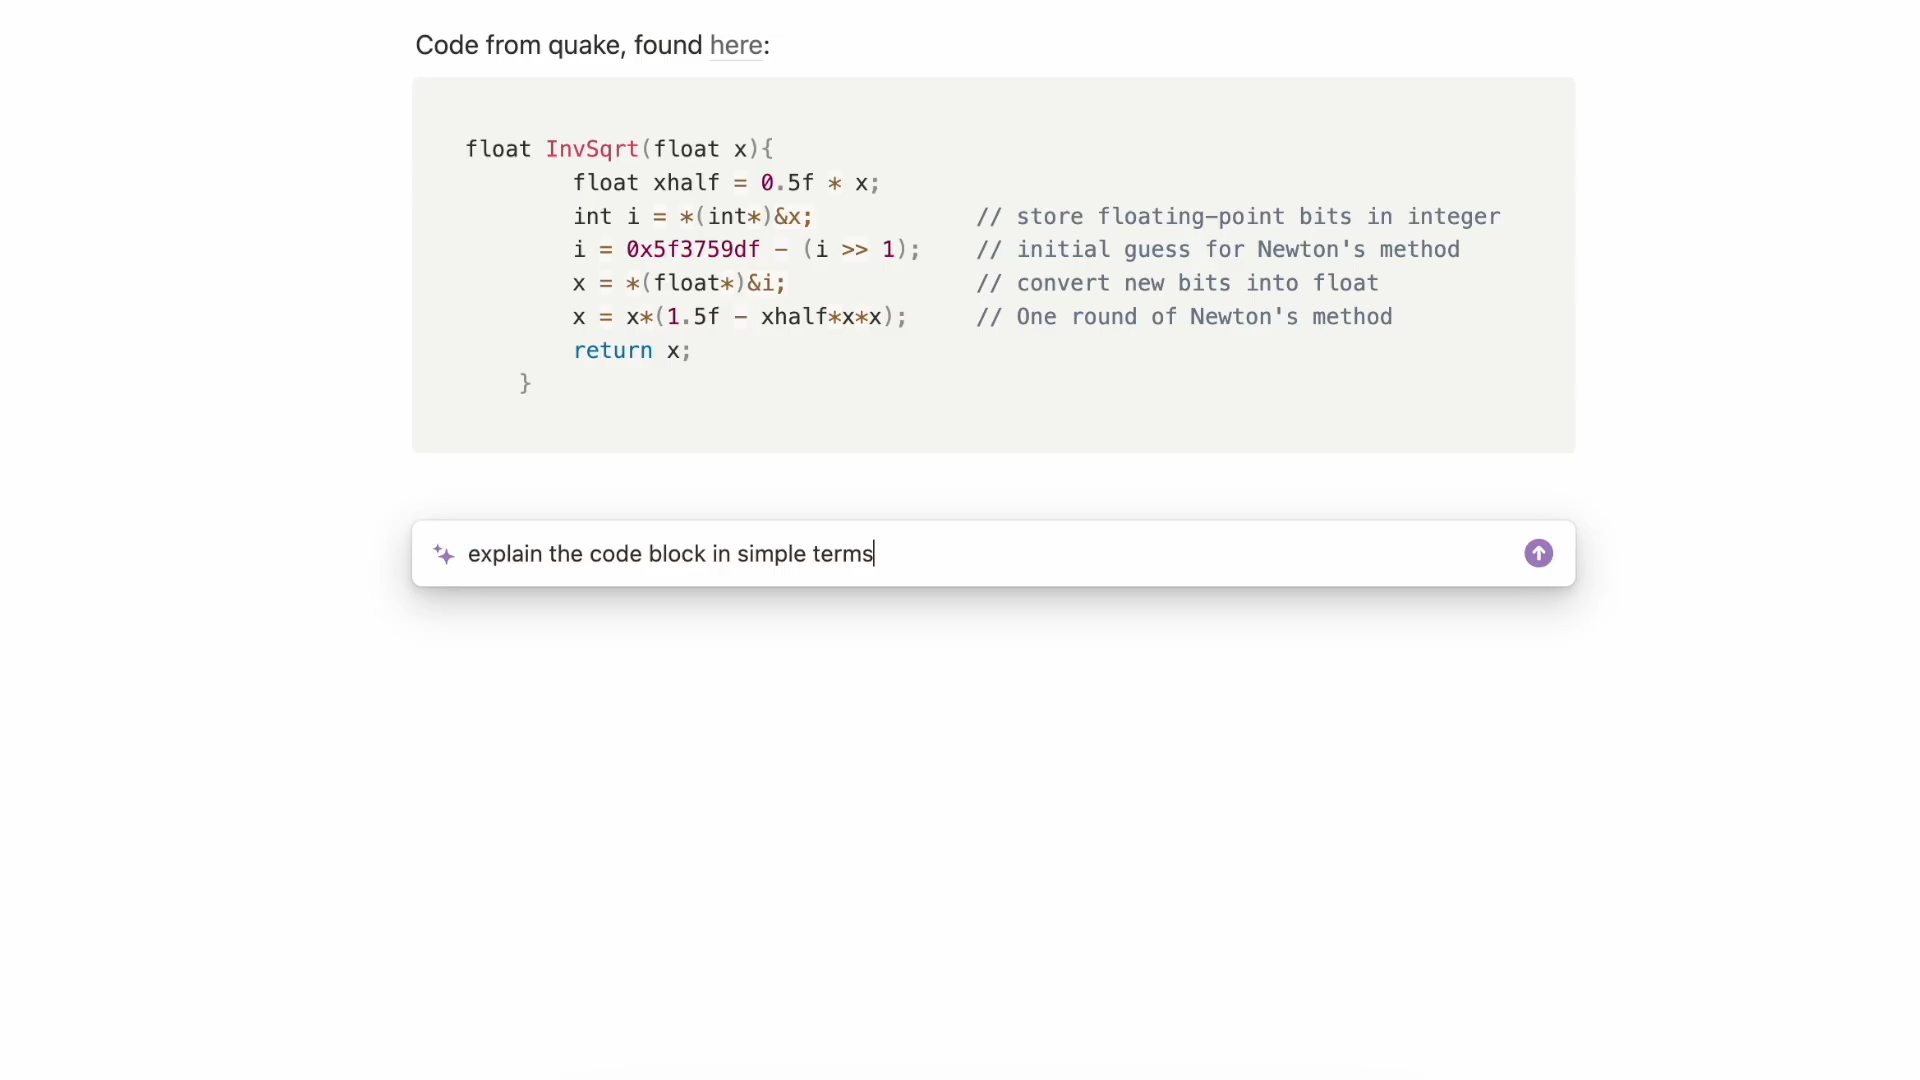 Code from quake, found here:
float InvSqrt(float x){
float xhalf = 0.5f * x;
int i = *(int*)&x; // store floating-point bits in integer
i = 0x5f3759df - (i >> 1); // initial guess for Newton's method
x = *(float*)&i; // convert new bits into float
x = x*(1.5f - xhalf*x*x); // One round of Newton's method
return x;
}
explain the code block in simple terms